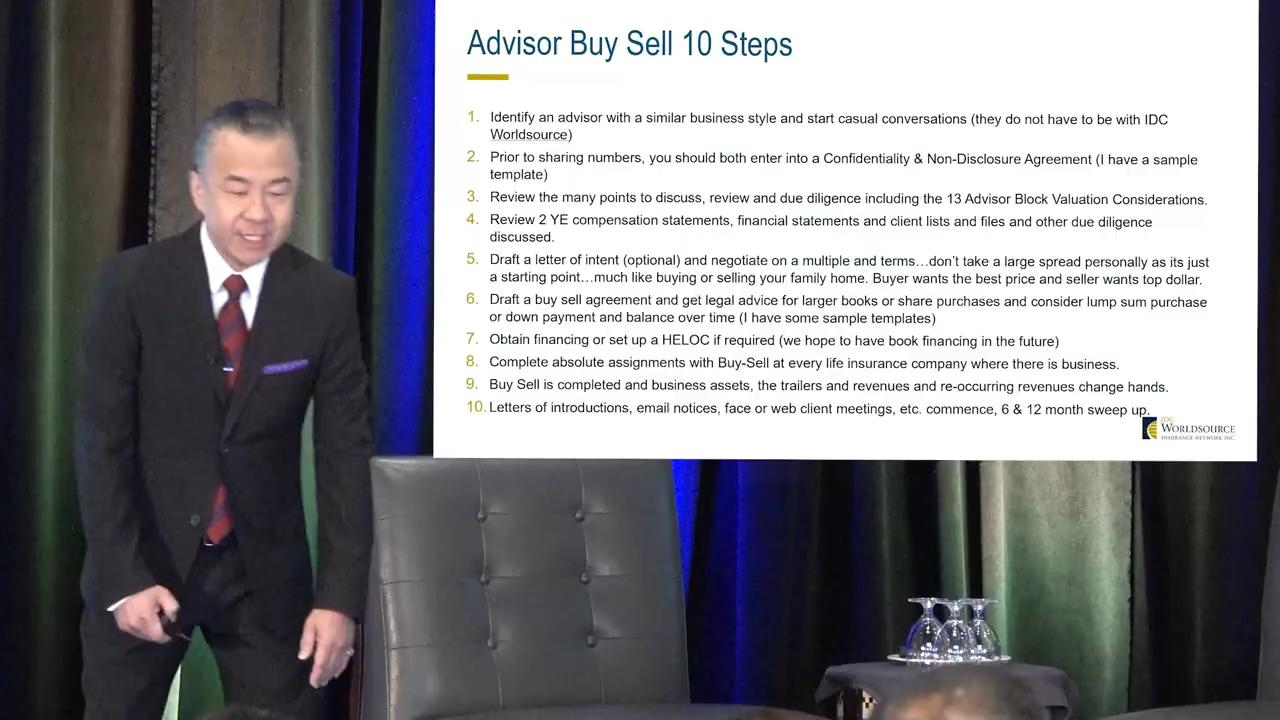 Advisor Buy Sell 10 Steps
1. Identify an advisor with a similar business style and start casual conversations (they do not have to be with IDC
Worldsource)
2. Prior to sharing numbers, you should both enter into a Confidentiality & Non-Disclosure Agreement (I have a sample
template)
3. Review the many points to discuss, review and due diligence including the 13 Advisor Block Valuation Considerations.
4. Review 2 YE compensation statements, financial statements and client lists and files and other due diligence
discussed.
5. Draft a letter of intent (optional) and negotiate on a multiple and terms…don’t take a large spread personally as its just
a starting point…much like buying or selling your family home. Buyer wants the best price and seller wants top dollar.
6. Draft a buy sell agreement and get legal advice for larger books or share purchases and consider lump sum purchase
or down payment and balance over time (I have some sample templates)
7. Obtain financing or set up a HELOC if required (we hope to have book financing in the future)
8. Complete absolute assignments with Buy-Sell at every life insurance company where there is business.
9. Buy Sell is completed and business assets, the trailers and revenues and re-occurring revenues change hands.
10. Letters of introductions, email notices, face or web client meetings, etc. commence, 6 & 12 month sweep up.
IDC
WORLDSOURCE
INSURANCE NETWORK INC.